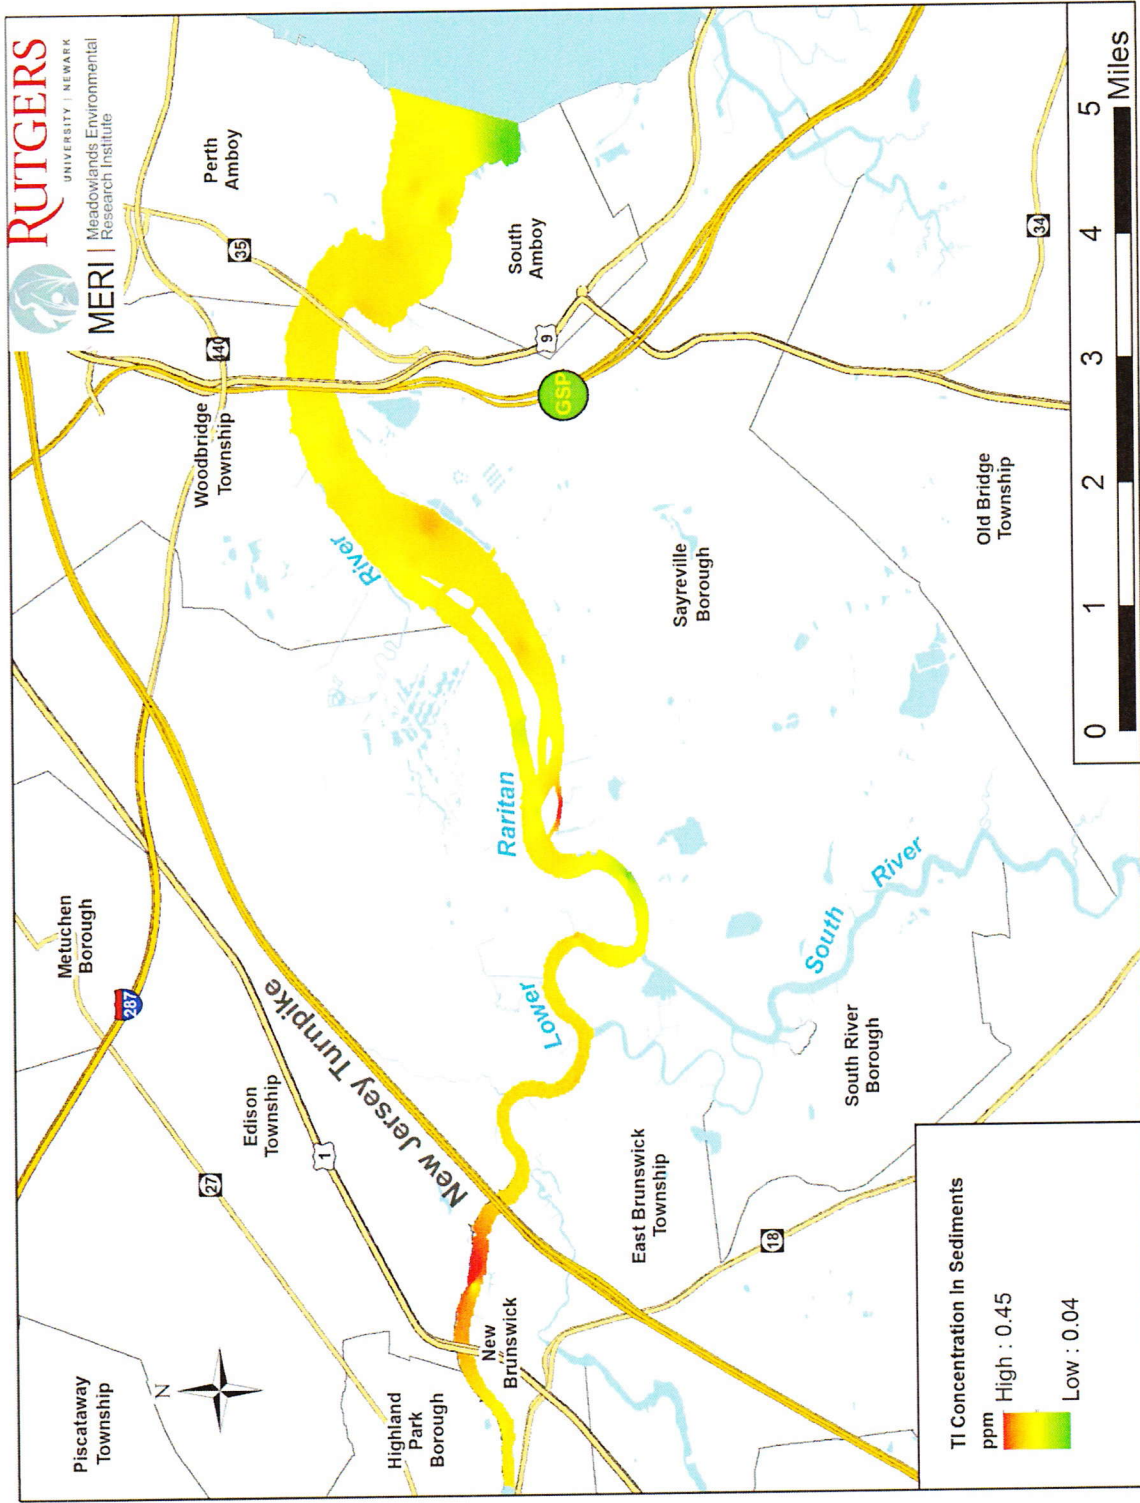 RUTGERS
UNIVERSITY | NEWARK
MERI
Meadowlands Environmental
Research Institute
Piscataway
Township
N
Highland
Park
Borough
New
Brunswick
27
1
Edison
Township
287
Metuchen
Borough
New Jersey Turnpike
Woodbridge
Township
440
35
Perth
Amboy
South
Amboy
9
GSP
Lower
Raritan
River
East Brunswick
Township
18
South River
Borough
South
River
Sayreville
Borough
Old Bridge
Township
34
Tl Concentration In Sediments
ppm
High : 0.45
Low : 0.04
0 1 2 3 4 5
Miles